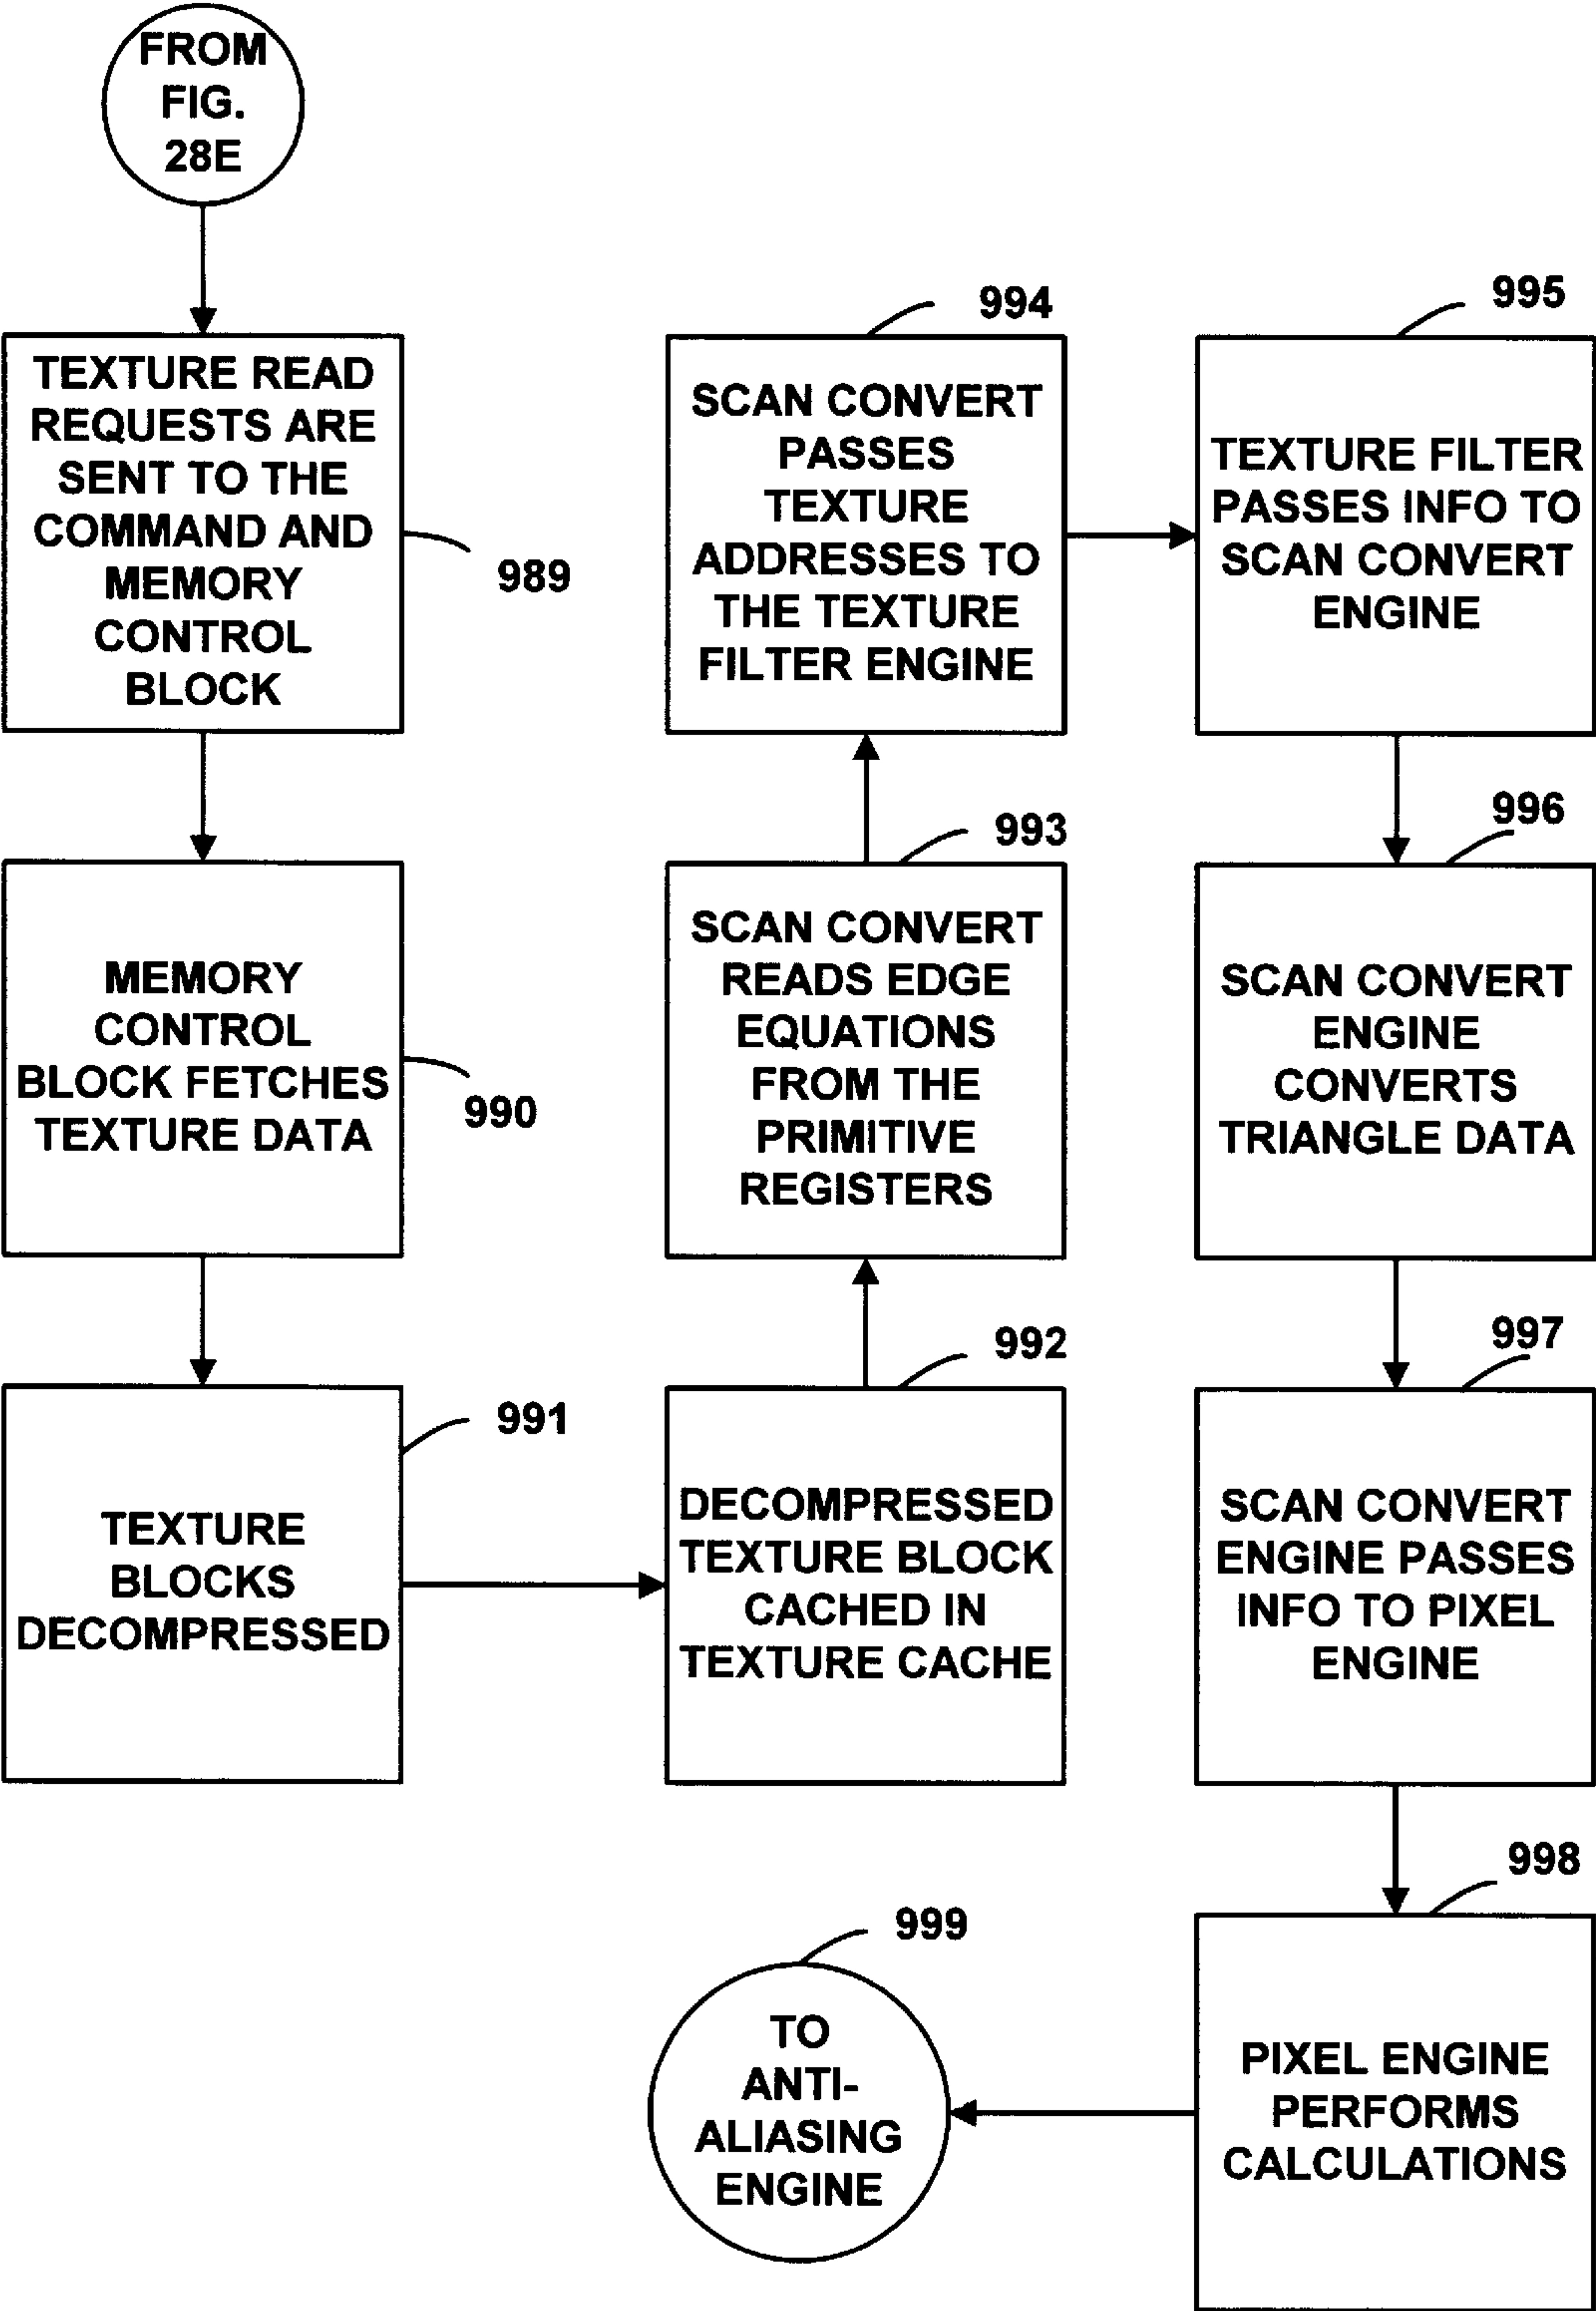 FROM
FIG.
28E
TEXTURE READ
REQUESTS ARE
SENT TO THE
COMMAND AND
MEMORY
CONTROL
BLOCK
989
MEMORY
CONTROL
BLOCK FETCHES
TEXTURE DATA
990
TEXTURE
BLOCKS
DECOMPRESSED
991
DECOMPRESSED
TEXTURE BLOCK
CACHED IN
TEXTURE CACHE
992
SCAN CONVERT
READS EDGE
EQUATIONS
FROM THE
PRIMITIVE
REGISTERS
993
SCAN CONVERT
PASSES
TEXTURE
ADDRESSES TO
THE TEXTURE
FILTER ENGINE
994
TEXTURE FILTER
PASSES INFO TO
SCAN CONVERT
ENGINE
995
SCAN CONVERT
ENGINE
CONVERTS
TRIANGLE DATA
996
SCAN CONVERT
ENGINE PASSES
INFO TO PIXEL
ENGINE
997
PIXEL ENGINE
PERFORMS
CALCULATIONS
998
TO
ANTI-
ALIASING
ENGINE
999